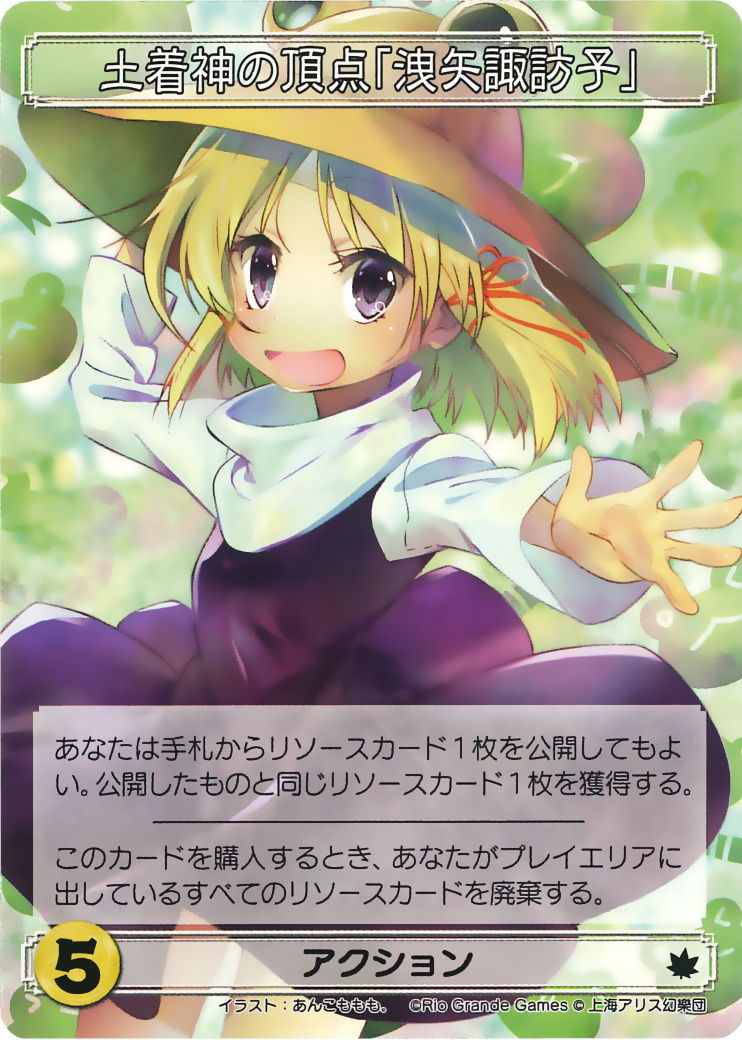 土着神の頂点「洩矢諏訪子」
あなたは手札からリソースカード１枚を公開してもよ
い。公開したものと同じリソースカード１枚を獲得する。
このカードを購入するとき、あなたがプレイエリアに
出しているすべてのリソースカードを廃棄する。
5
アクション
イラスト：あんこももも。 ©Rio Grande Games © 上海アリス幻樂団